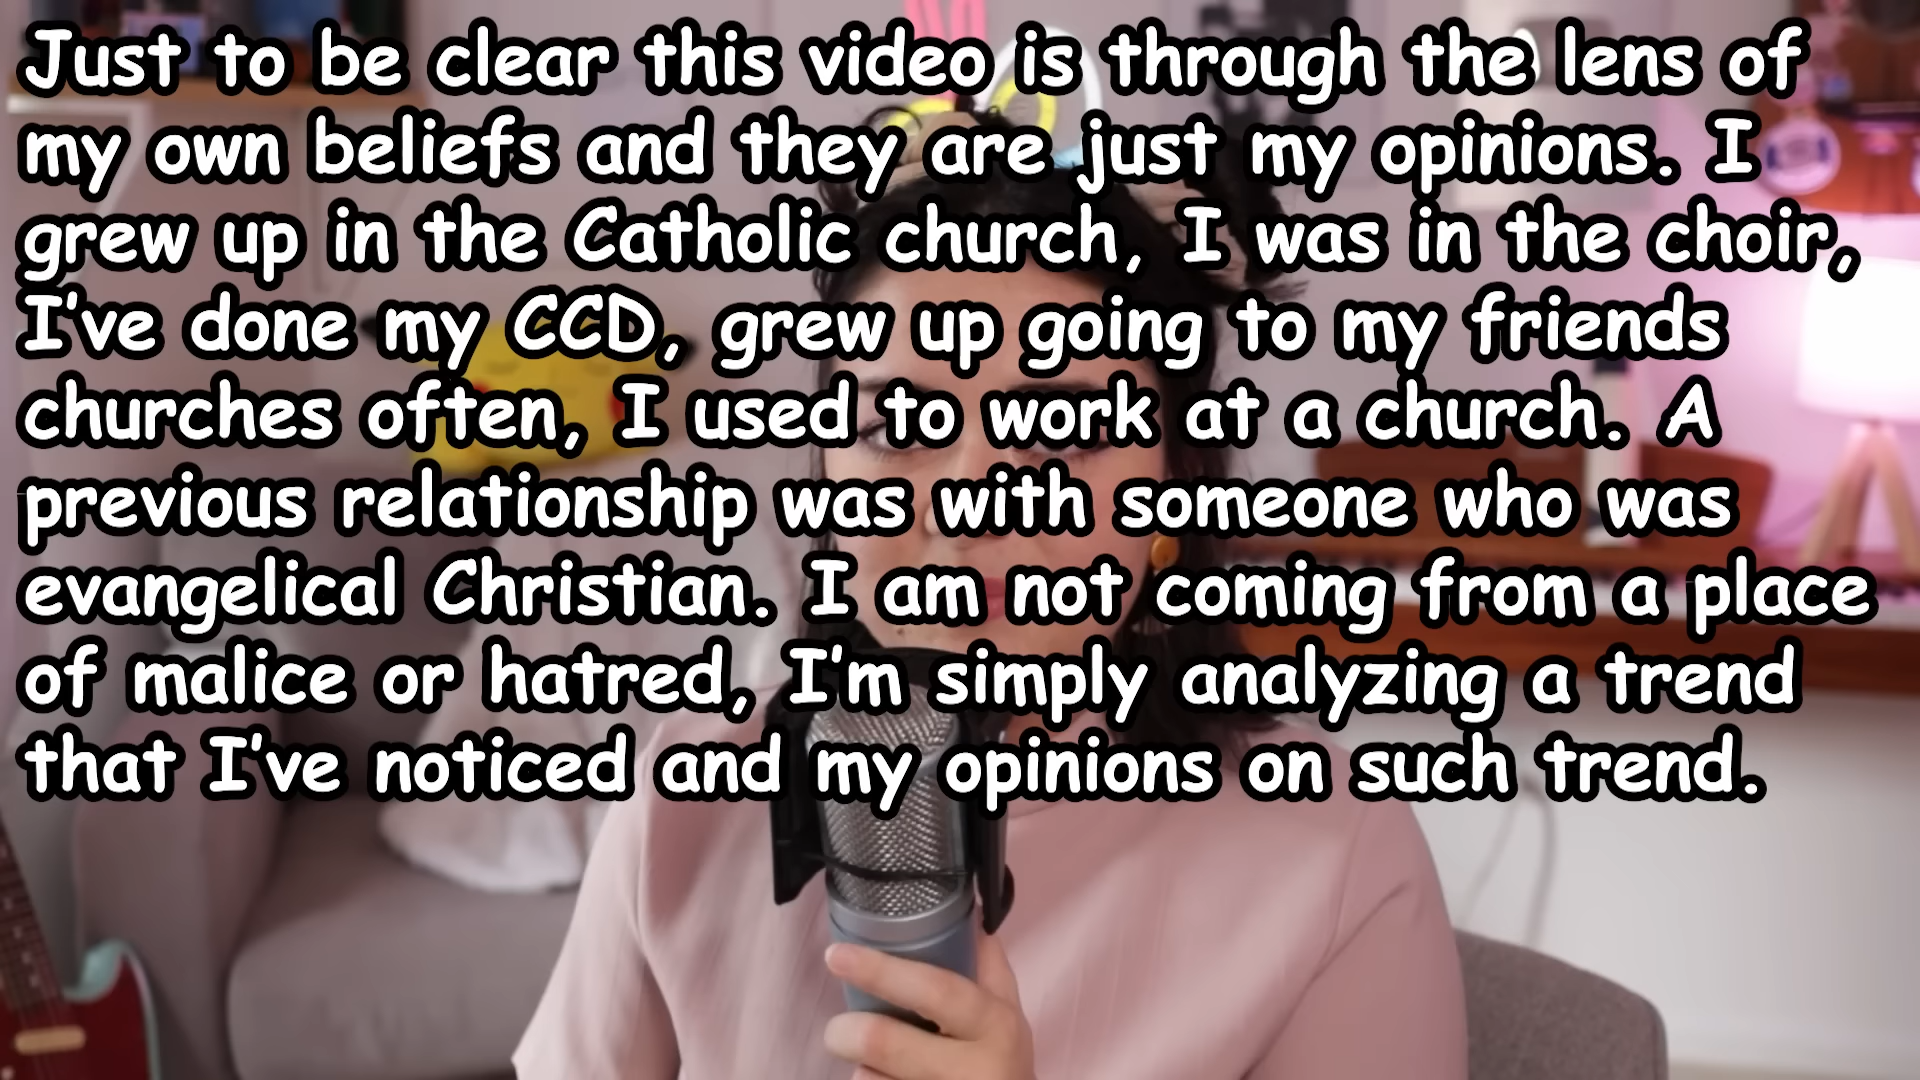 Just to be clear this video is through the lens of
my own beliefs and they are just my opinions. I
grew up in the Catholic church, I was in the choir,
I've done my CCD, grew up going to my friends
churches often, I used to work at a church. A
previous relationship was with someone who was
evangelical Christian. I am not coming from a place
of malice or hatred, I'm simply analyzing a trend
that I've noticed and my opinions on such trend.